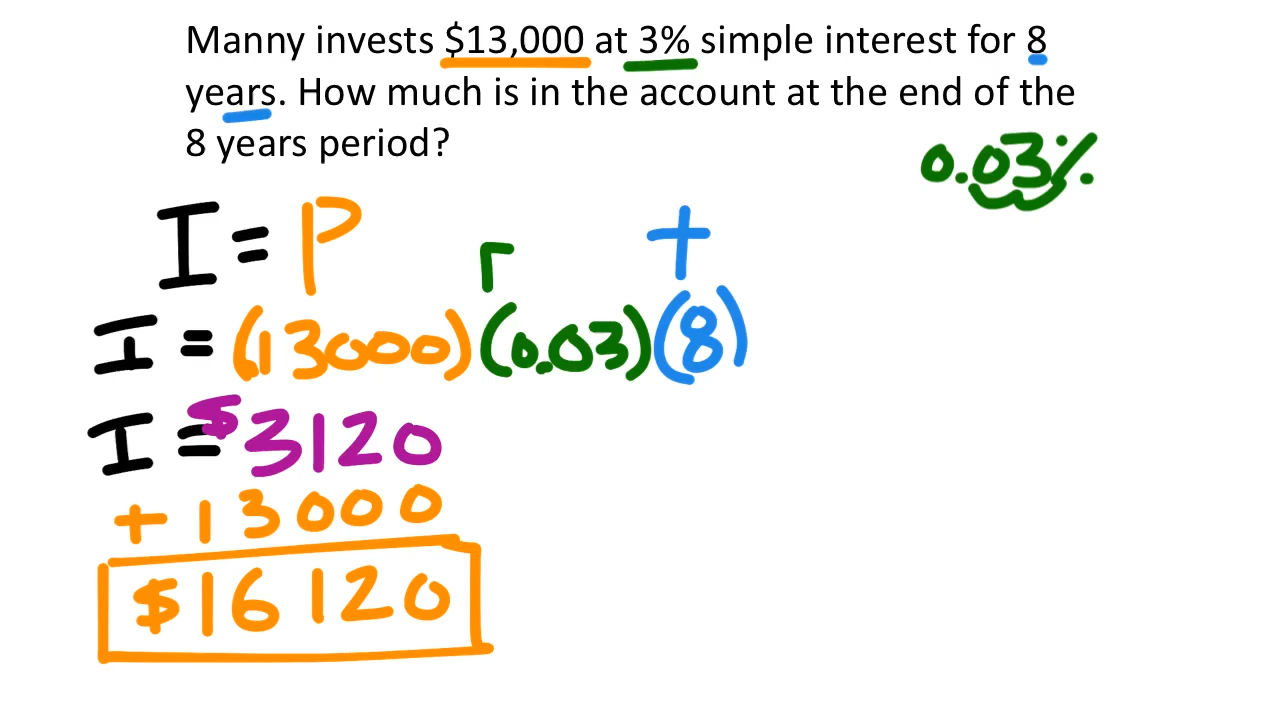 Manny invests $13,000 at 3% simple interest for 8
years. How much is in the account at the end of the
8 years period?
0.03%
I = P r t
I = (13000)(0.03)(8)
I = $3120
+ 13000
$16120